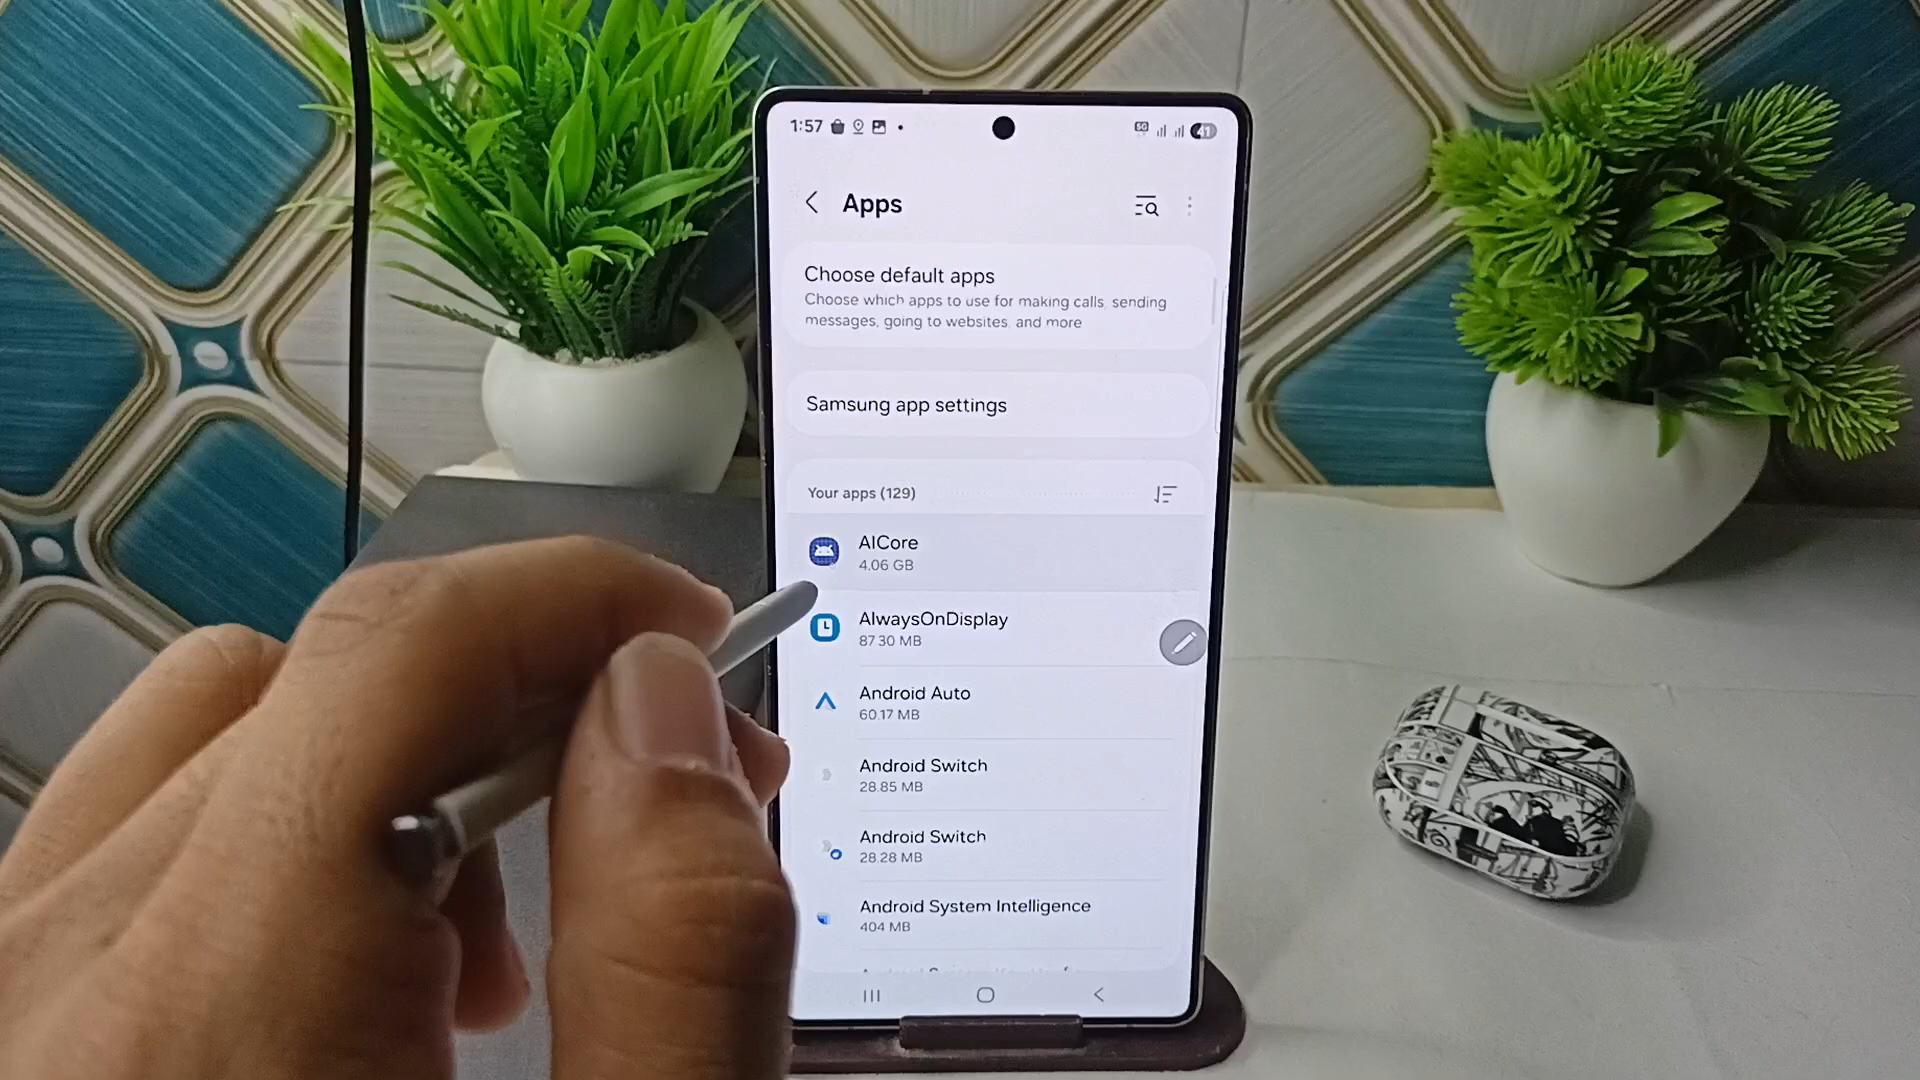 1:57
5G
41
Apps
Choose default apps
Choose which apps to use for making calls, sending
messages, going to websites, and more
Samsung app settings
Your apps (129)
AICore
4.06 GB
AlwaysOnDisplay
87.30 MB
Android Auto
60.17 MB
Android Switch
28.85 MB
Android Switch
28.28 MB
Android System Intelligence
404 MB